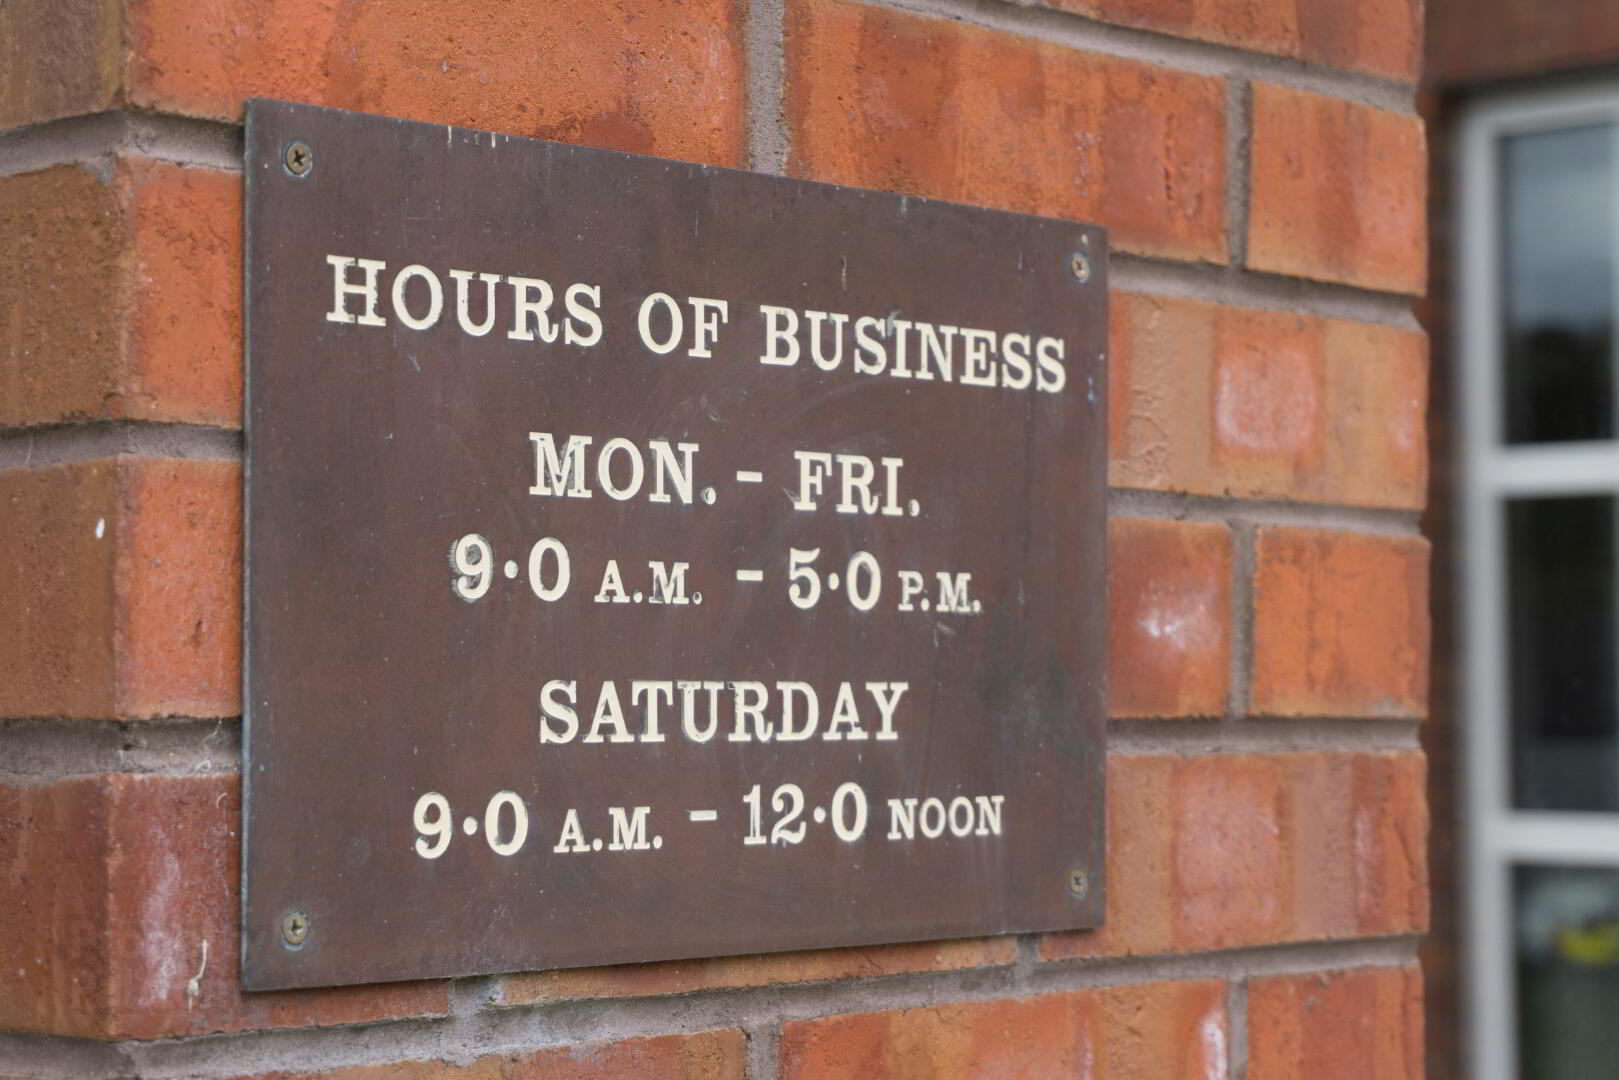 HOURS OF BUSINESS
MON. - FRI.
9·0 A.M. - 5·0 P.M.
SATURDAY
9·0 A.M. - 12·0 NOON